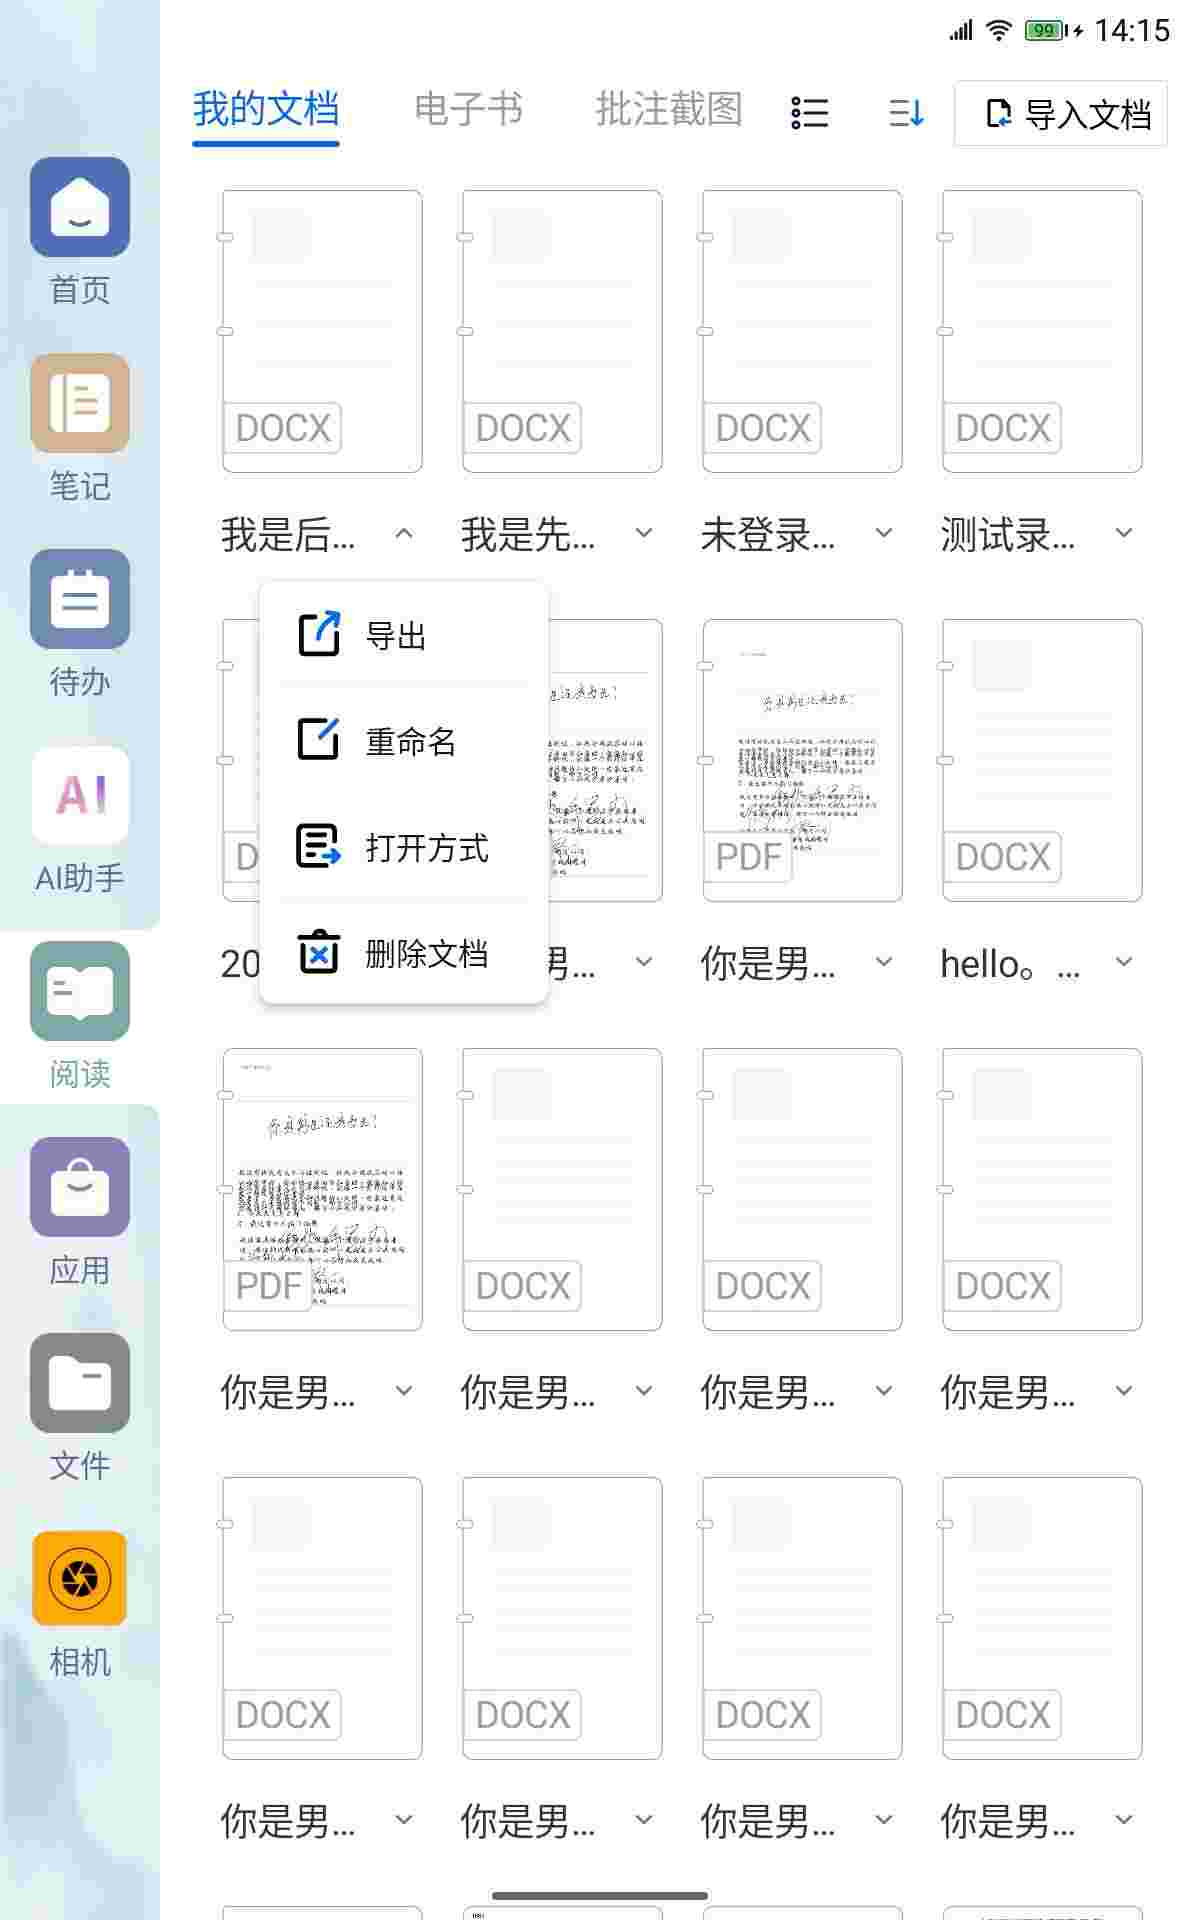 99 14:15
我的文档 电子书 批注截图 导入文档
首页
笔记
待办
AI
AI助手
阅读
应用
文件
相机
DOCX DOCX DOCX DOCX
我是后... 我是先... 未登录... 测试录...
导出
重命名
打开方式
删除文档
D PDF DOCX
20 男... 你是男... hello。...
PDF DOCX DOCX DOCX
你是男... 你是男... 你是男... 你是男...
DOCX DOCX DOCX DOCX
你是男... 你是男... 你是男... 你是男...